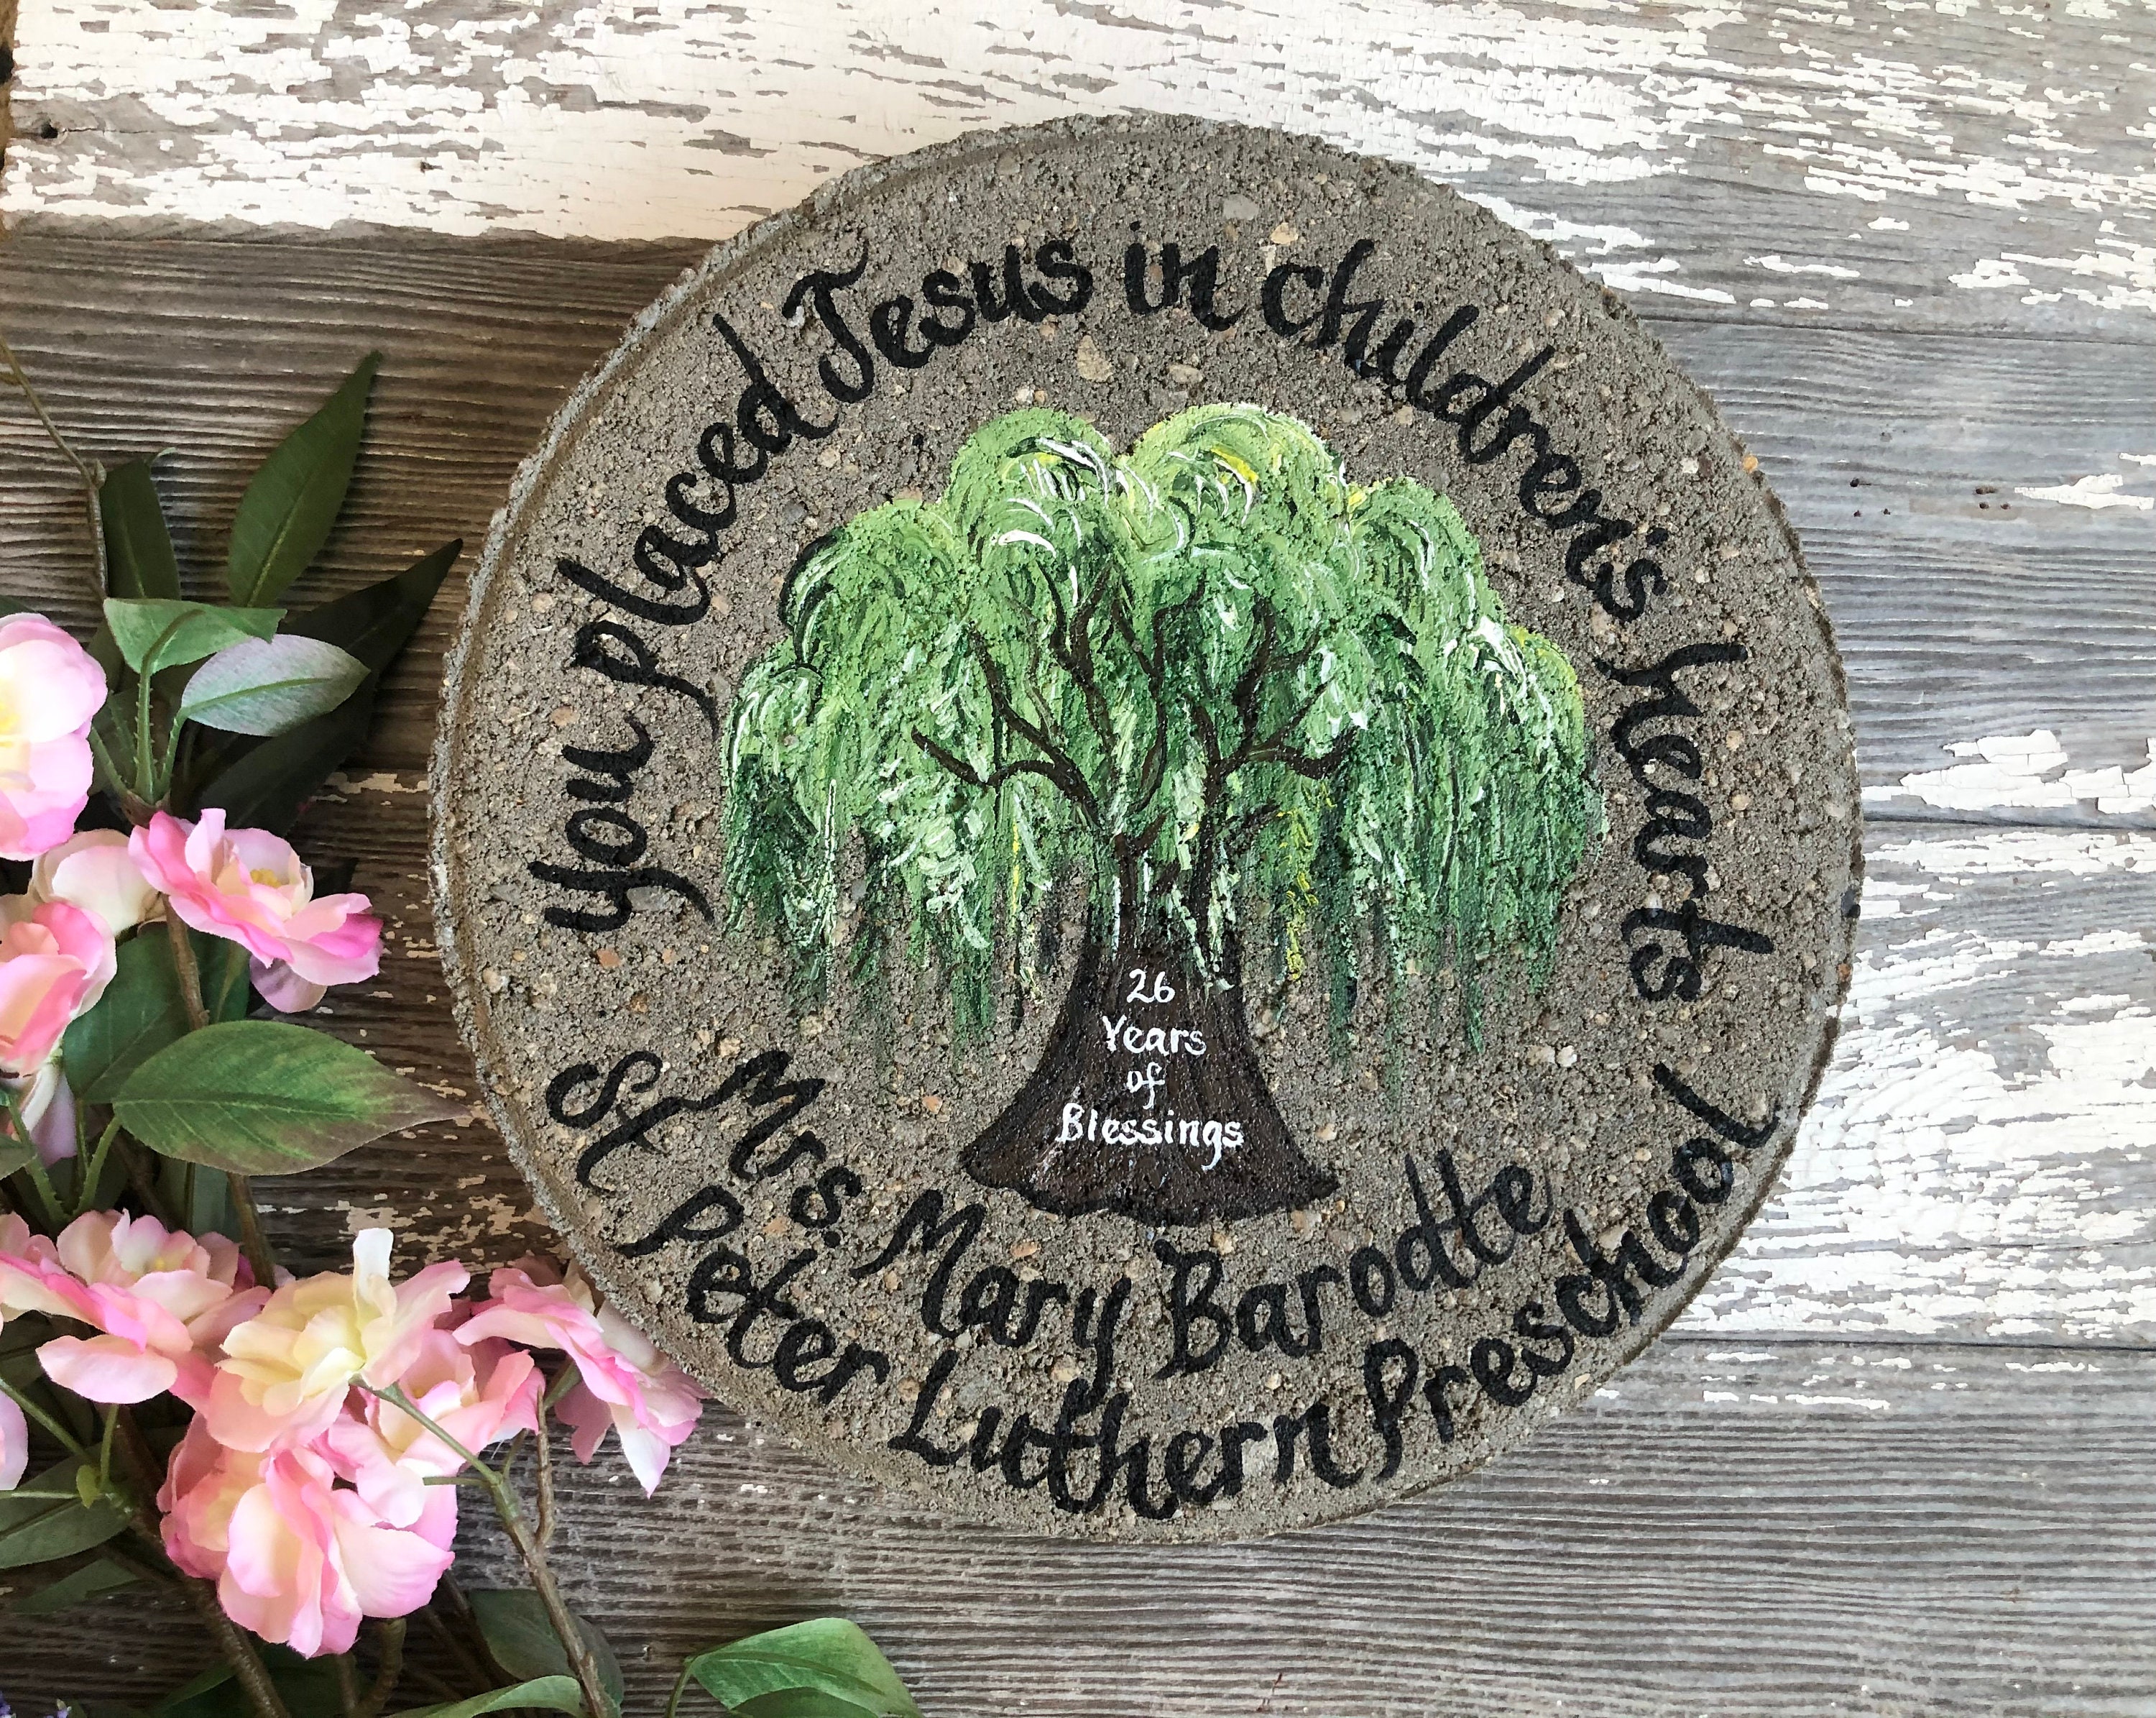 you placed Jesus in children's hearts
26
Years
of
Blessings
Mrs. Mary Barodte
St Peter Luthern Preschool